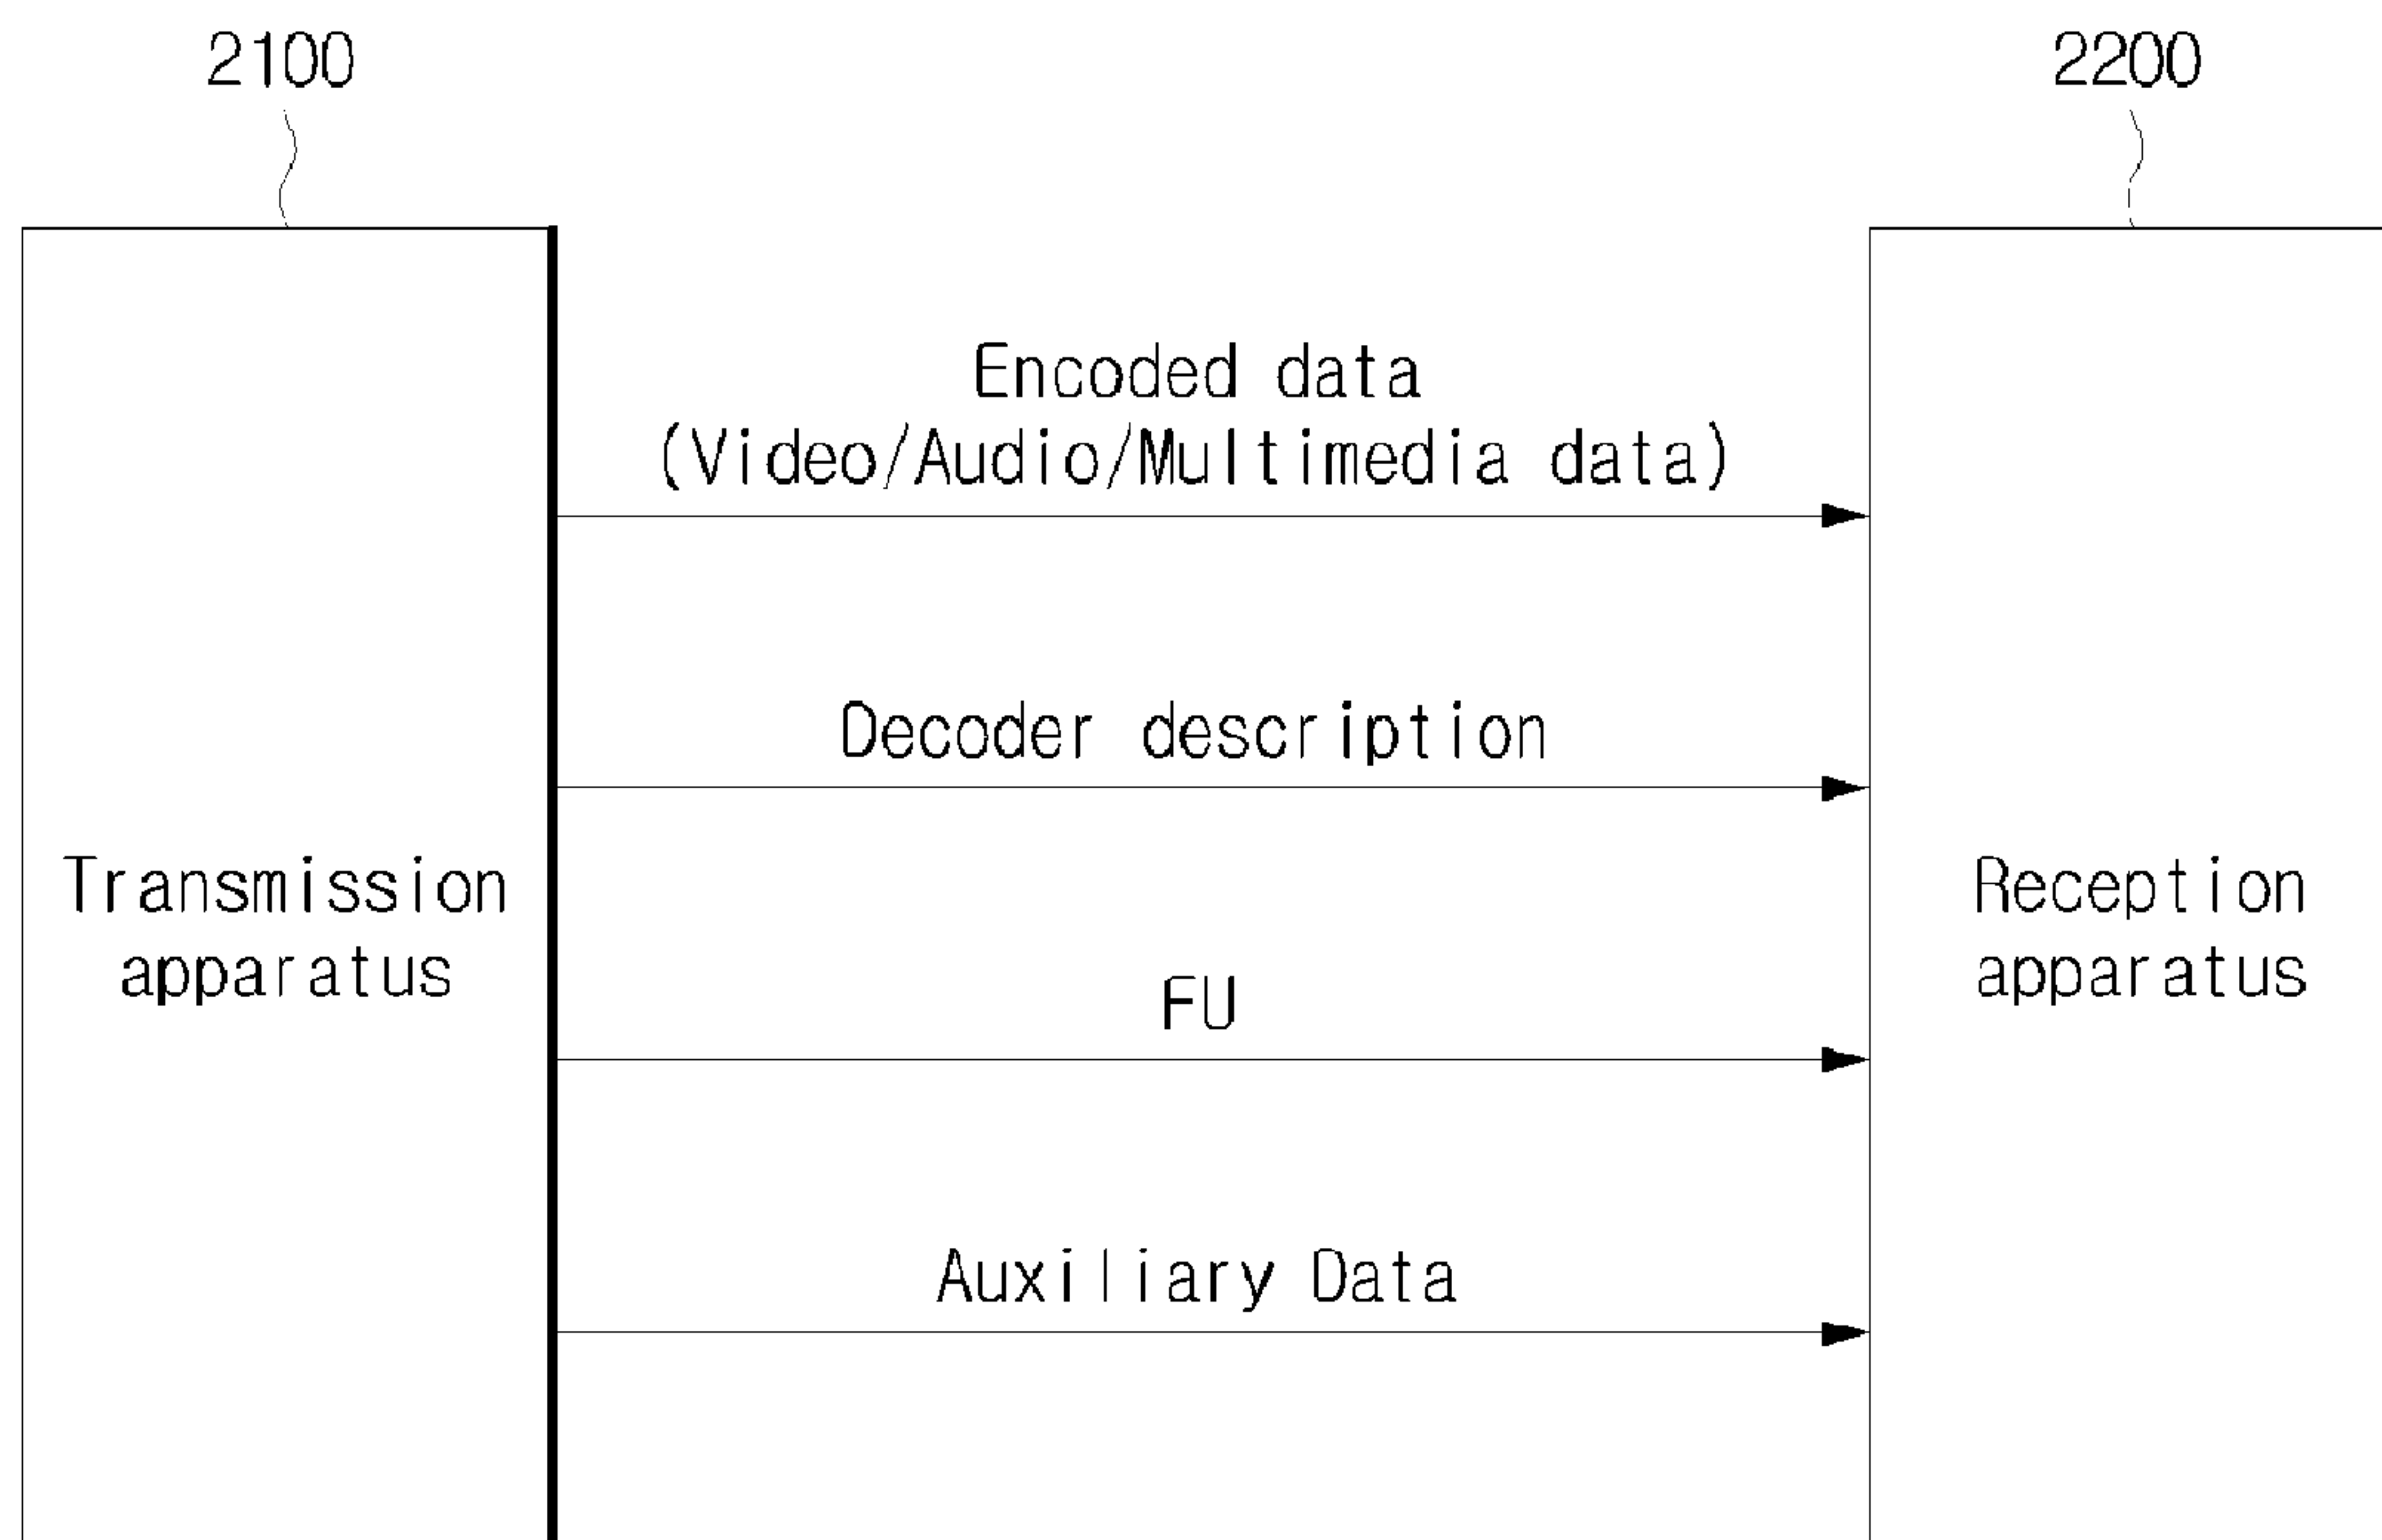 2100
2200
Encoded data
(Video/Audio/Multimedia data)
Decoder description
Transmission
apparatus
Reception
apparatus
FU
Auxiliary Data